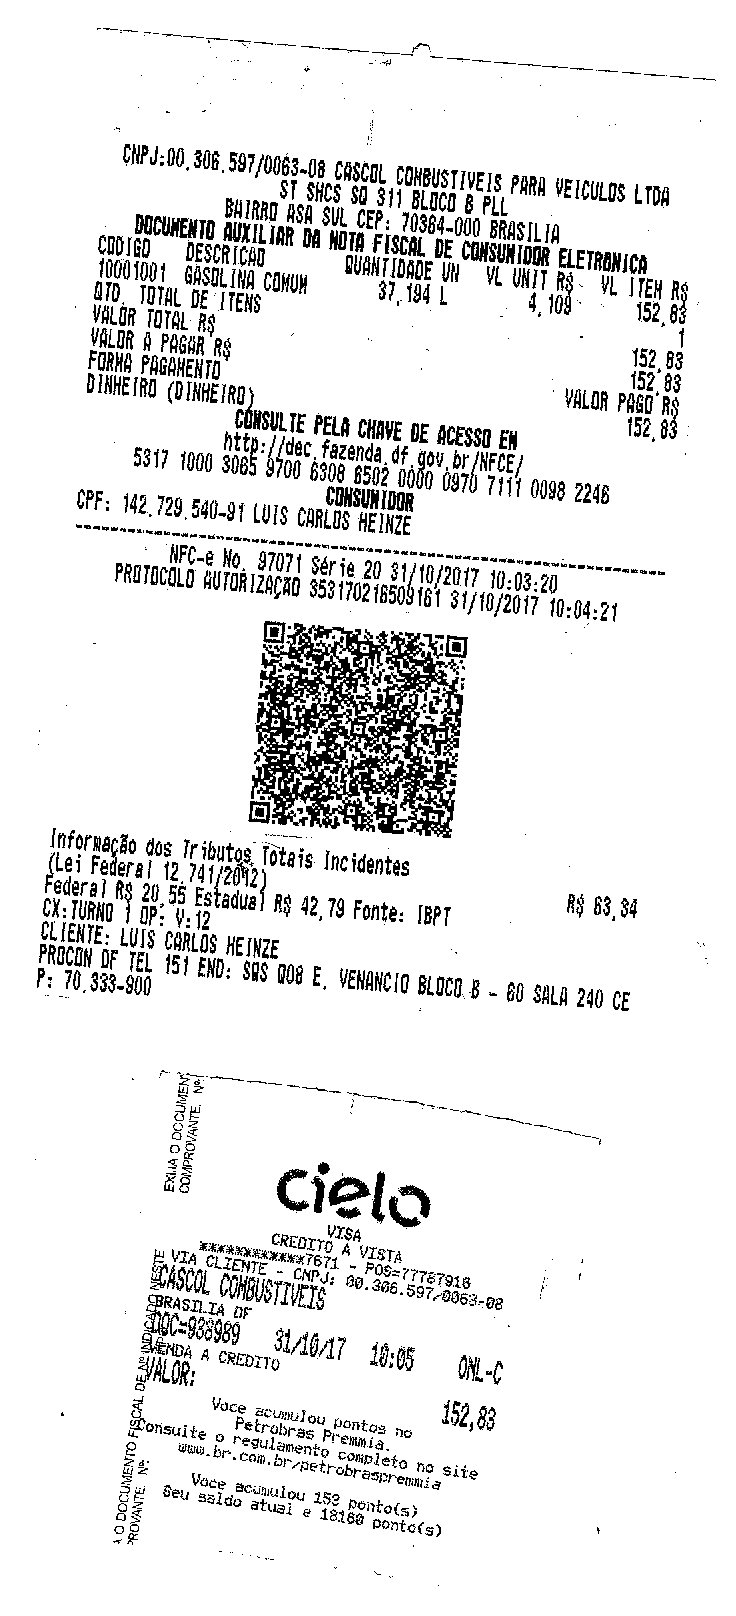 CNPJ:00.306.597/0063-08 CASCOL COMBUSTIVEIS PARA VEICULOS LTDA
ST SHCS SQ 311 BLOCO B PLL
BAIRRO ASA SUL CEP: 70364-000 BRASILIA
DOCUMENTO AUXILIAR DA NOTA FISCAL DE CONSUMIDOR ELETRONICA
CODIGO DESCRICAO QUANTIDADE UN VL UNIT R$ VL ITEM R$
10001001 GASOLINA COMUM 37,194 L 4,109 152,83
QTD. TOTAL DE ITENS 1
VALOR TOTAL R$ 152,83
VALOR A PAGAR R$ 152,83
FORMA PAGAMENTO VALOR PAGO R$
DINHEIRO (DINHEIRO) 152,83
CONSULTE PELA CHAVE DE ACESSO EM
http://dec.fazenda.df.gov.br/NFCE/
5317 1000 3065 9700 6308 6502 0000 0970 7111 0098 2246
CONSUMIDOR
CPF: 142.729.540-91 LUIS CARLOS HEINZE
NFC-e No. 97071 Série 20 31/10/2017 10:03:20
PROTOCOLO AUTORIZAÇÃO 353170216509161 31/10/2017 10:04:21
Informação dos Tributos Totais Incidentes
(Lei Federal 12.741/2012) R$ 63,34
Federal R$ 20,55 Estadual R$ 42,79 Fonte: IBPT
CX:TURNO 1 OP: V:12
CLIENTE: LUIS CARLOS HEINZE
PROCON DF TEL 151 END: SQS Q08 E. VENANCIO BLOCO B - 60 SALA 240 CE
P: 70.333-900
EXIJA O DOCUMEN
COMPROVANTE. Nº
cielo
VISA
CREDITO A VISTA
************7671 - POS=77787916
VIA CLIENTE - CNPJ: 00.306.597/0063-08
CASCOL COMBUSTIVEIS
BRASILIA DF
DOC=938989 31/10/17 10:05 ONL-C
VENDA A CREDITO
VALOR: 152,83
Voce acumulou pontos no
Petrobras Premmia.
Consulte o regulamento completo no site
www.br.com.br/petrobraspremmia
Voce acumulou 153 ponto(s)
Seu saldo atual e 18160 ponto(s)
A O DOCUMENTO FISCAL DE Nº INDICADO NESTE
PROVANTE. Nº